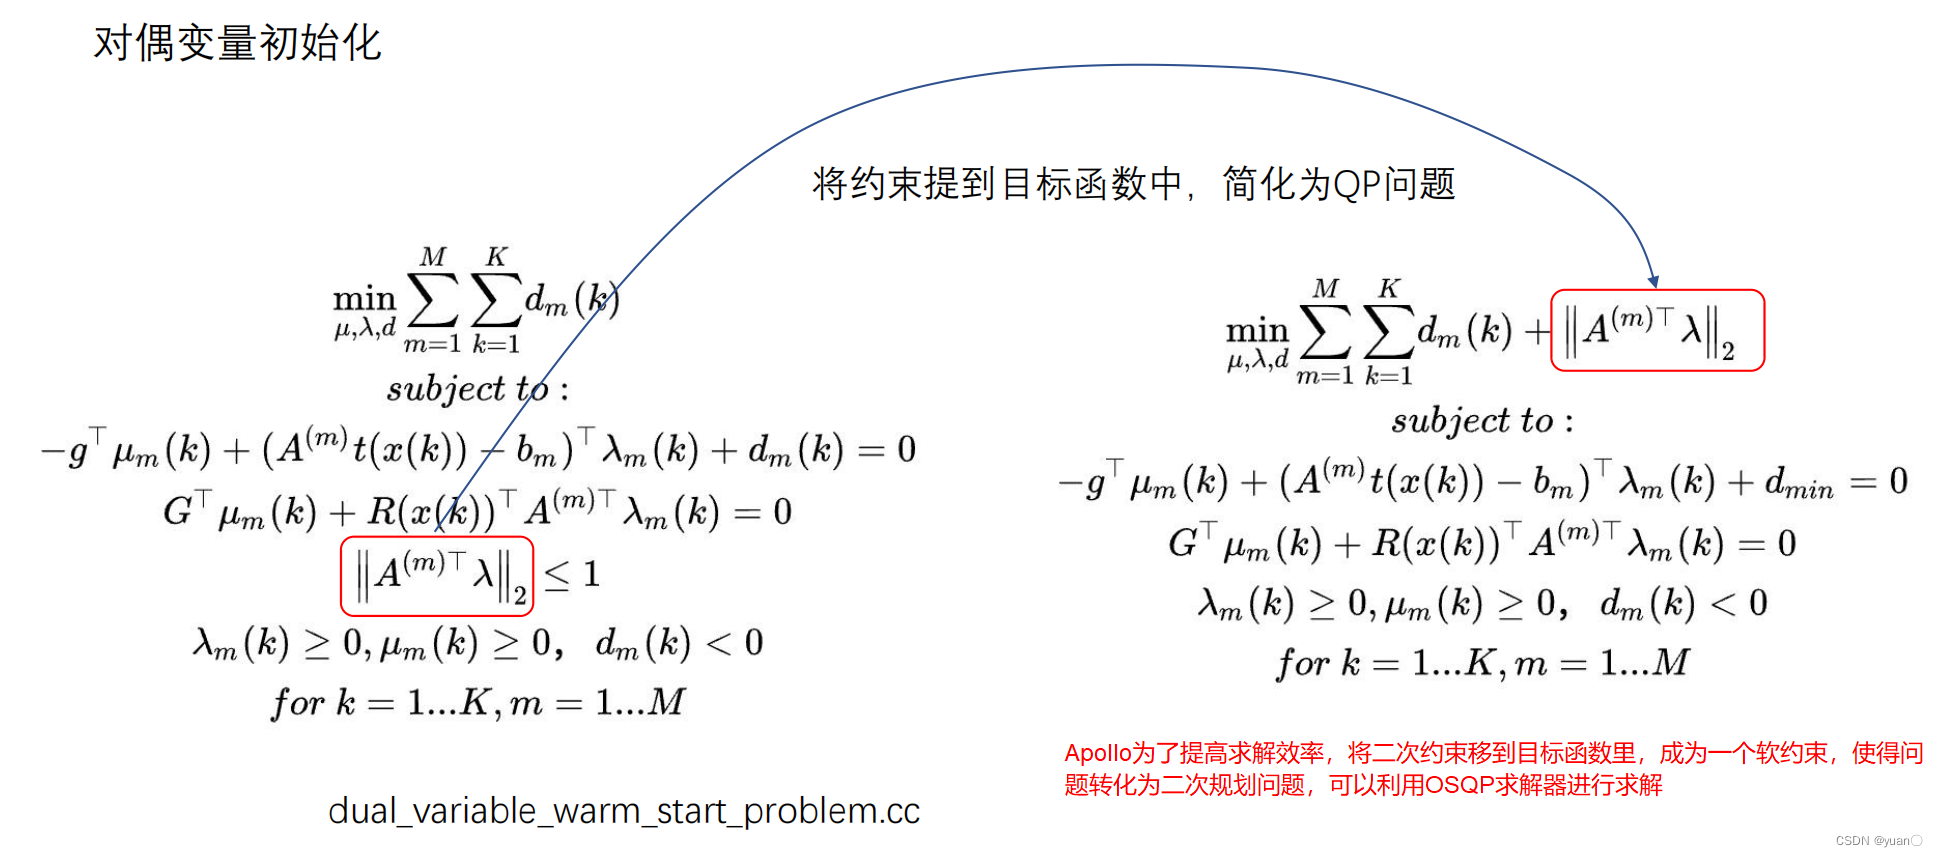 对偶变量初始化
将约束提到目标函数中，简化为QP问题
$\min_{\mu,\lambda,d} \sum_{m=1}^{M} \sum_{k=1}^{K} d_m(k)$
$subject\ to:$
$-g^\top \mu_m(k) + (A^{(m)} t(x(k)) - b_m)^\top \lambda_m(k) + d_m(k) = 0$
$G^\top \mu_m(k) + R(x(k))^\top A^{(m)\top} \lambda_m(k) = 0$
$\left\| A^{(m)\top} \lambda \right\|_2 \leq 1$
$\lambda_m(k) \geq 0, \mu_m(k) \geq 0，\ d_m(k) < 0$
$for\ k = 1...K, m = 1...M$
dual_variable_warm_start_problem.cc
$\min_{\mu,\lambda,d} \sum_{m=1}^{M} \sum_{k=1}^{K} d_m(k) + \left\| A^{(m)\top} \lambda \right\|_2$
$subject\ to:$
$-g^\top \mu_m(k) + (A^{(m)} t(x(k)) - b_m)^\top \lambda_m(k) + d_{min} = 0$
$G^\top \mu_m(k) + R(x(k))^\top A^{(m)\top} \lambda_m(k) = 0$
$\lambda_m(k) \geq 0, \mu_m(k) \geq 0，\ d_m(k) < 0$
$for\ k = 1...K, m = 1...M$
Apollo为了提高求解效率，将二次约束移到目标函数里，成为一个软约束，使得问
题转化为二次规划问题，可以利用OSQP求解器进行求解
CSDN @yuan〇